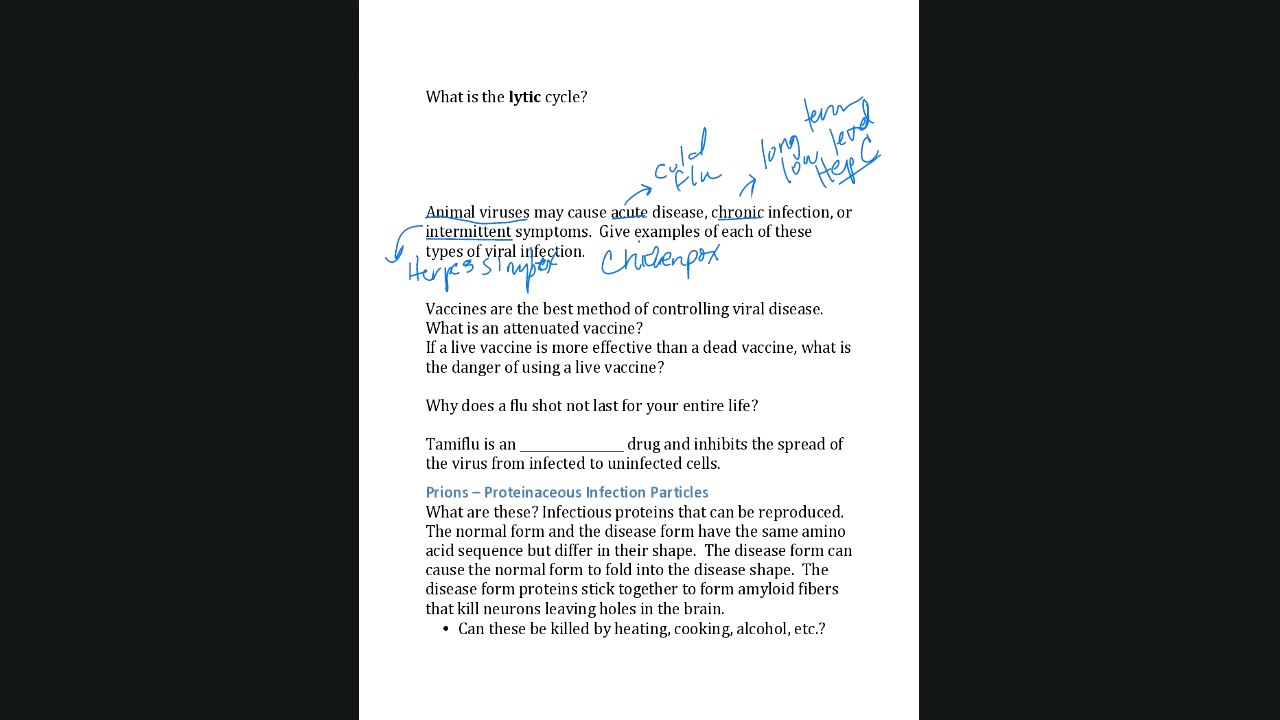 What is the lytic cycle?
term
long
level
low
Hep C
cold
flu
Animal viruses may cause acute disease, chronic infection, or
intermittent symptoms.  Give examples of each of these
types of viral infection.
Chickenpox
Herpes simplex
Vaccines are the best method of controlling viral disease.
What is an attenuated vaccine?
If a live vaccine is more effective than a dead vaccine, what is
the danger of using a live vaccine?
Why does a flu shot not last for your entire life?
Tamiflu is an _______________ drug and inhibits the spread of
the virus from infected to uninfected cells.
Prions – Proteinaceous Infection Particles
What are these? Infectious proteins that can be reproduced.
The normal form and the disease form have the same amino
acid sequence but differ in their shape.  The disease form can
cause the normal form to fold into the disease shape.  The
disease form proteins stick together to form amyloid fibers
that kill neurons leaving holes in the brain.
• Can these be killed by heating, cooking, alcohol, etc.?